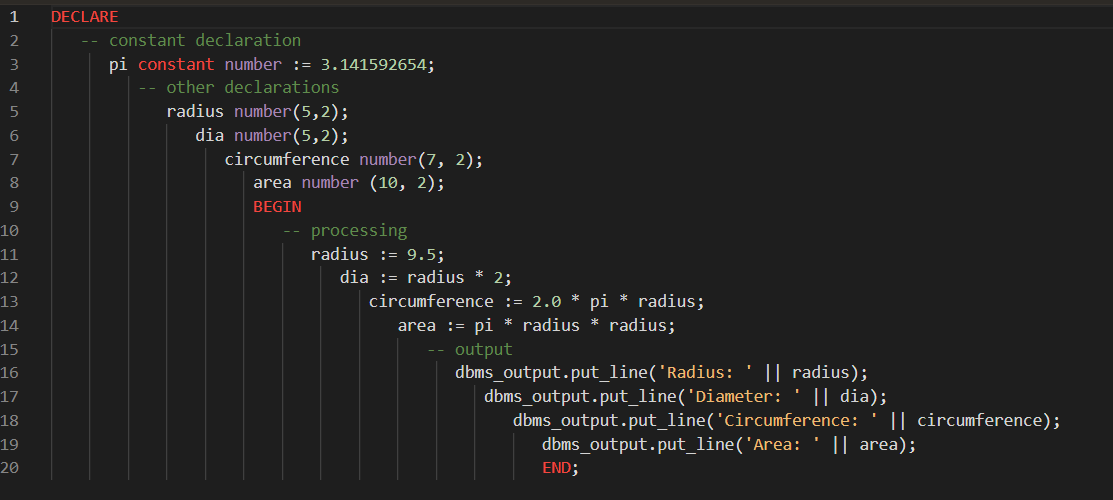 1 DECLARE
2 -- constant declaration
3 pi constant number := 3.141592654;
4 -- other declarations
5 radius number(5,2);
6 dia number(5,2);
7 circumference number(7, 2);
8 area number (10, 2);
9 BEGIN
10 -- processing
11 radius := 9.5;
12 dia := radius * 2;
13 circumference := 2.0 * pi * radius;
14 area := pi * radius * radius;
15 -- output
16 dbms_output.put_line('Radius: ' || radius);
17 dbms_output.put_line('Diameter: ' || dia);
18 dbms_output.put_line('Circumference: ' || circumference);
19 dbms_output.put_line('Area: ' || area);
20 END;